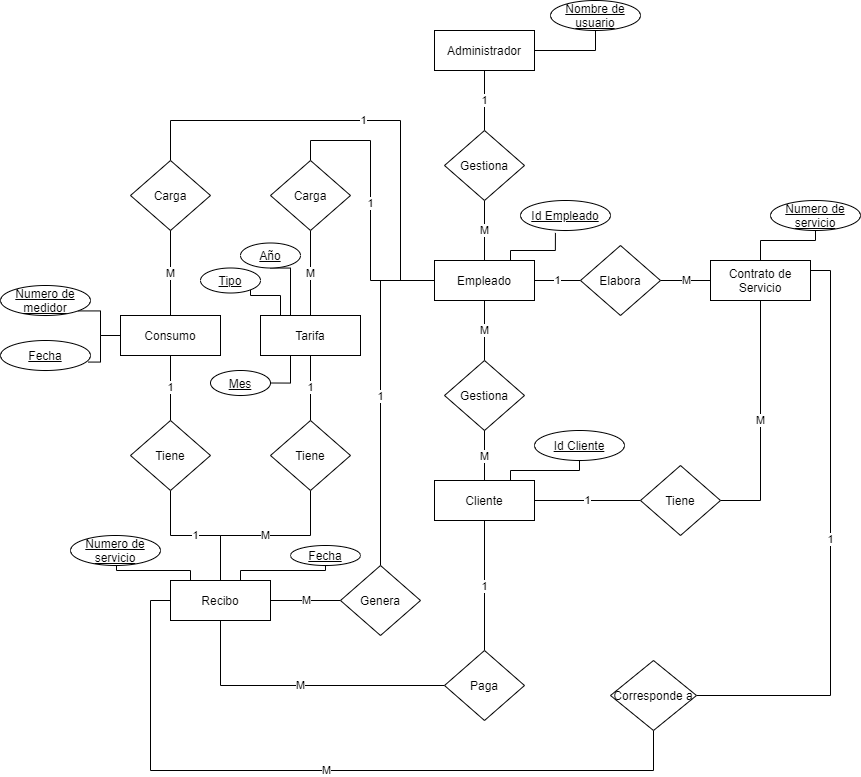 Nombre de
usuario
Administrador
1
1
Carga
Carga
Gestiona
1
M
Id Empleado
Numero de
servicio
Año
Tipo
M
M
Empleado
1
Elabora
M
Contrato de
Servicio
Numero de
medidor
Consumo
Tarifa
M
Fecha
Mes
1
1
1
Gestiona
M
M
Id Cliente
Tiene
Tiene
Cliente
1
Tiene
1
M
Numero de
servicio
Fecha
1
Recibo
M
Genera
1
M
Paga
Corresponde a
M